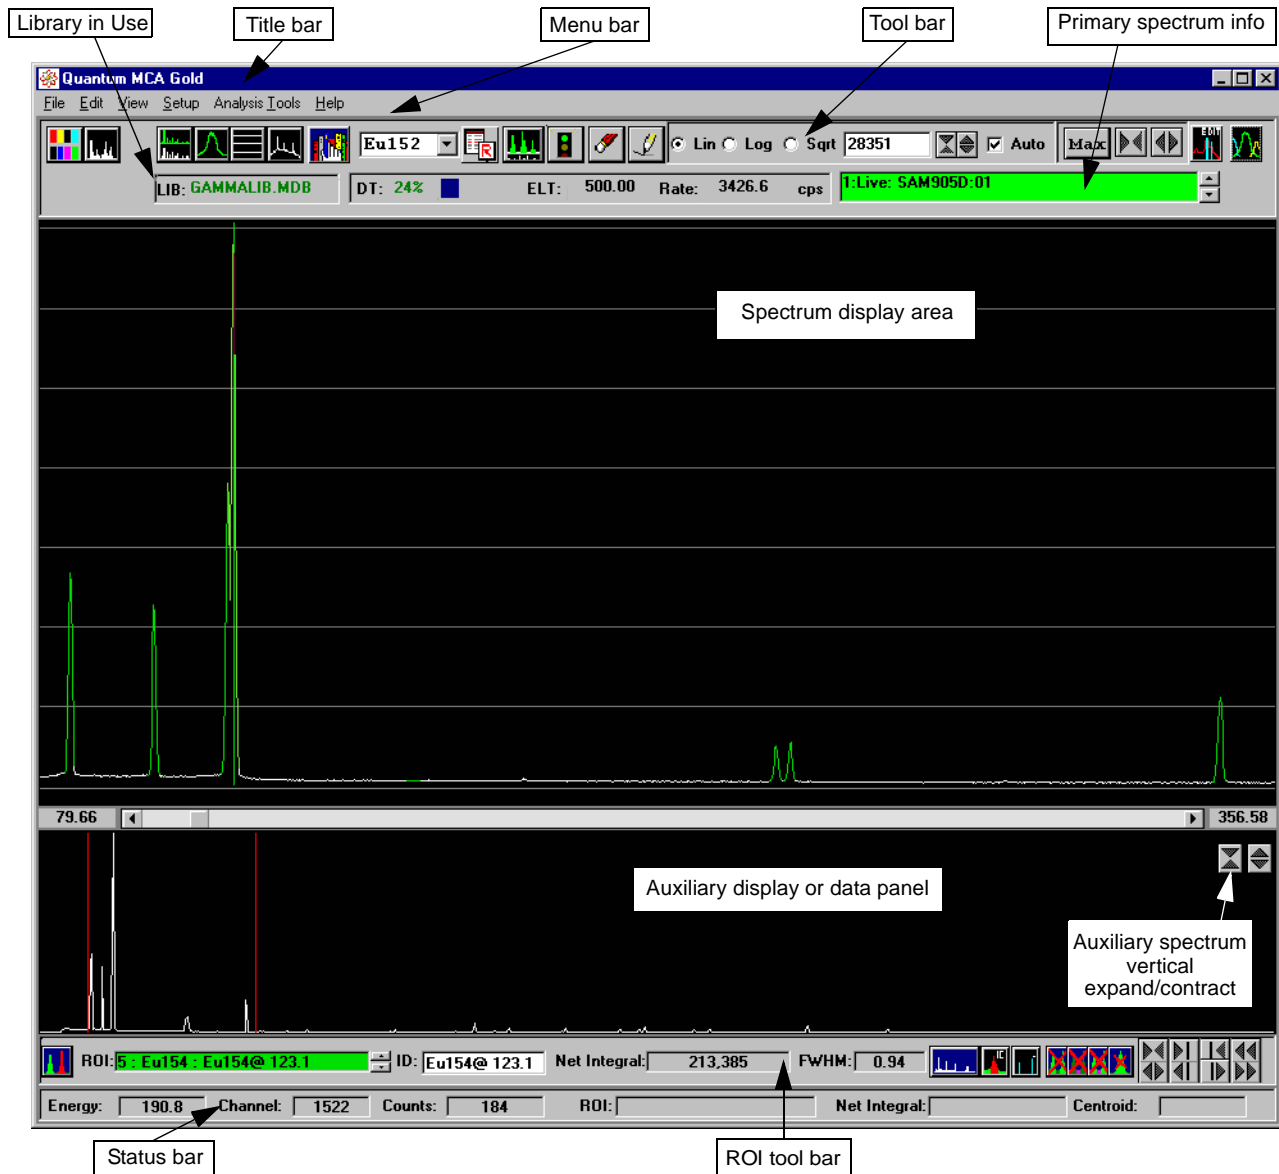 Library in Use
Title bar
Menu bar
Tool bar
Primary spectrum info
Quantum MCA Gold
File Edit View Setup Analysis Tools Help
Eu152
R
Lin Log Sqrt 28351 Auto Max EDIT
LIB: GAMMALIB.MDB DT: 24% ELT: 500.00 Rate: 3426.6 cps 1:Live: SAM905D:01
Spectrum display area
79.66 356.58
Auxiliary display or data panel
Auxiliary spectrum
vertical
expand/contract
ROI: 5 : Eu154 : Eu154@ 123.1 ID: Eu154@ 123.1 Net Integral: 213,385 FWHM: 0.94 IC
Energy: 190.8 Channel: 1522 Counts: 184 ROI: Net Integral: Centroid:
Status bar
ROI tool bar